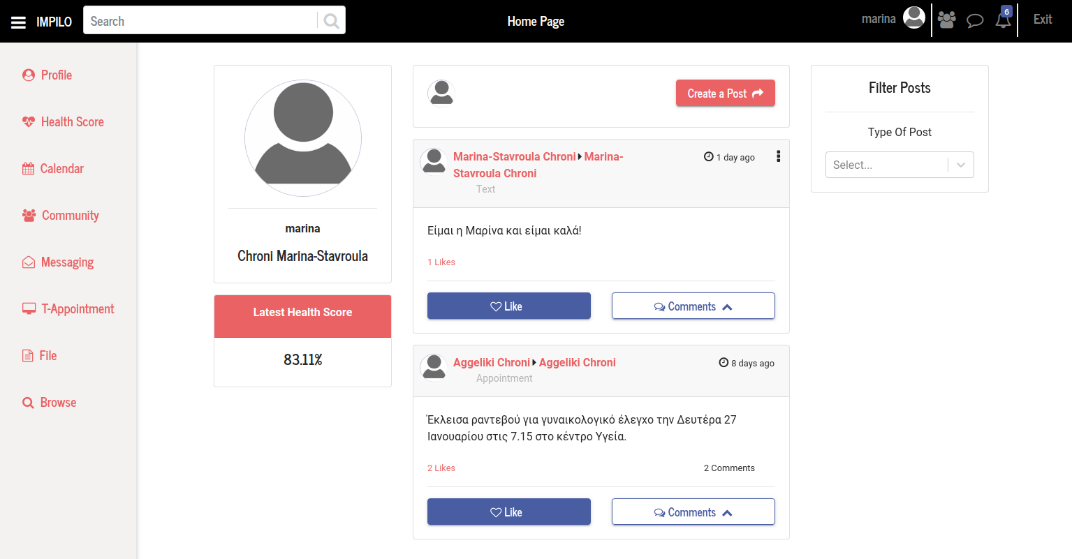 IMPILO
Search
Home Page
marina
6
Exit
Profile
Health Score
Calendar
Community
Messaging
T-Appointment
File
Browse
marina
Chroni Marina-Stavroula
Latest Health Score
83.11%
Create a Post
Marina-Stavroula Chroni Marina-
Stavroula Chroni
1 day ago
Text
Είμαι η Μαρίνα και είμαι καλά!
1 Likes
Like
Comments
Aggeliki Chroni Aggeliki Chroni
8 days ago
Appointment
Έκλεισα ραντεβού για γυναικολογικό έλεγχο την Δευτέρα 27
Ιανουαρίου στις 7.15 στο κέντρο Υγεία.
2 Likes
2 Comments
Like
Comments
Filter Posts
Type Of Post
Select...